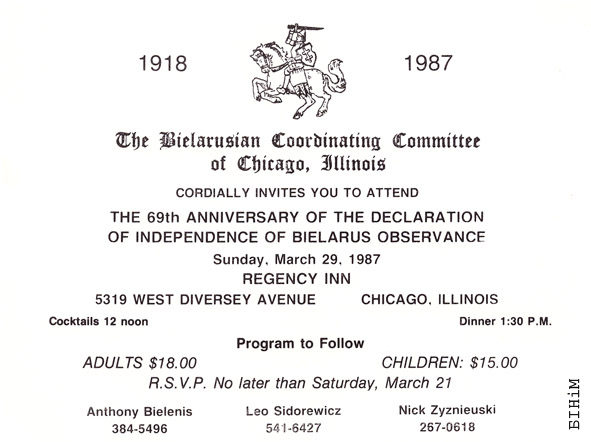 1918 1987
The Bielarusian Coordinating Committee
of Chicago, Illinois
CORDIALLY INVITES YOU TO ATTEND
THE 69th ANNIVERSARY OF THE DECLARATION
OF INDEPENDENCE OF BIELARUS OBSERVANCE
Sunday, March 29, 1987
REGENCY INN
5319 WEST DIVERSEY AVENUE CHICAGO, ILLINOIS
Cocktails 12 noon Dinner 1:30 P.M.
Program to Follow
ADULTS $18.00 CHILDREN: $15.00
R.S.V.P. No later than Saturday, March 21
Anthony Bielenis Leo Sidorewicz Nick Zyznieuski
384-5496 541-6427 267-0618
BIHiM